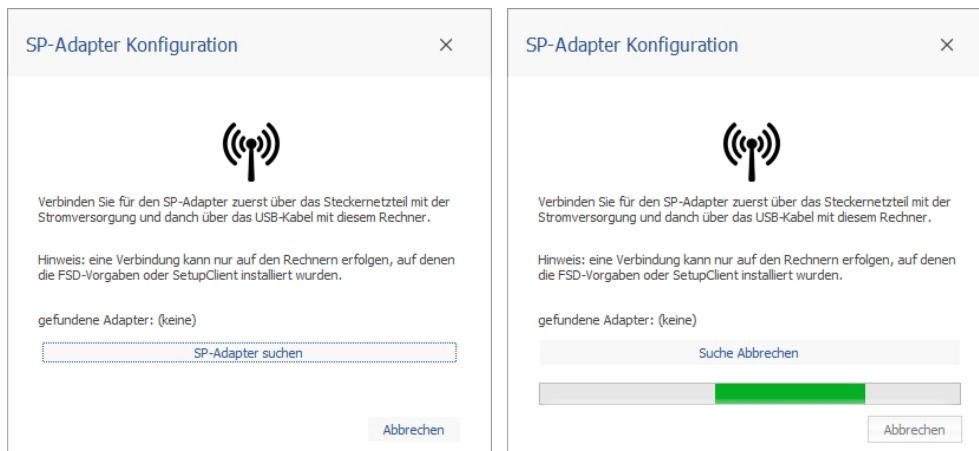 SP-Adapter Konfiguration
Verbinden Sie für den SP-Adapter zuerst über das Steckernetzteil mit der
Stromversorgung und danch über das USB-Kabel mit diesem Rechner.
Hinweis: eine Verbindung kann nur auf den Rechnern erfolgen, auf denen
die FSD-Vorgaben oder SetupClient installiert wurden.
gefundene Adapter: (keine)
SP-Adapter suchen
Abbrechen
SP-Adapter Konfiguration
Verbinden Sie für den SP-Adapter zuerst über das Steckernetzteil mit der
Stromversorgung und danch über das USB-Kabel mit diesem Rechner.
Hinweis: eine Verbindung kann nur auf den Rechnern erfolgen, auf denen
die FSD-Vorgaben oder SetupClient installiert wurden.
gefundene Adapter: (keine)
Suche Abbrechen
Abbrechen